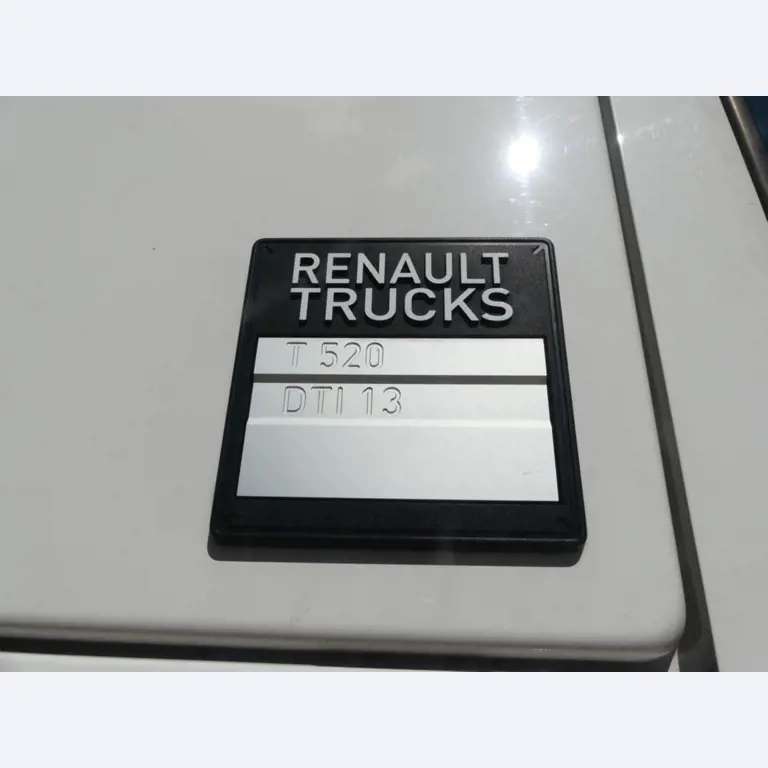 RENAULT
TRUCKS
T 520
DTI 13